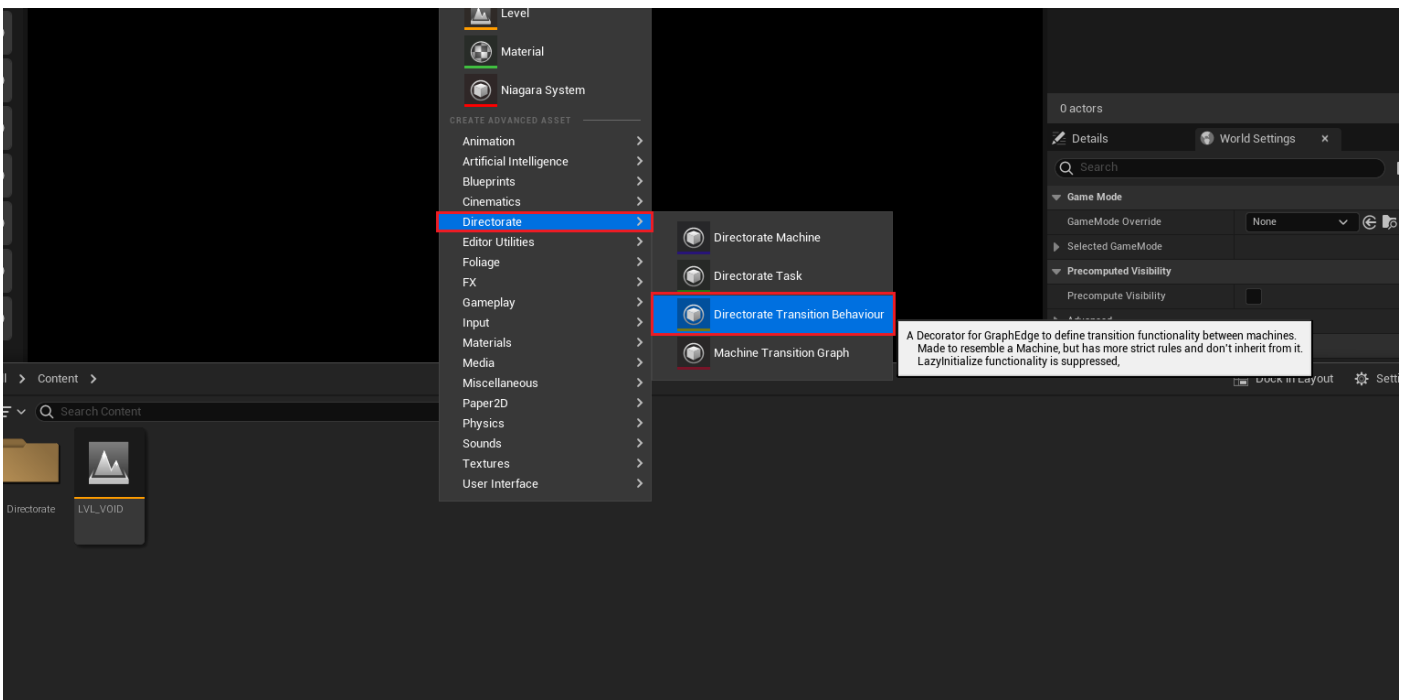 Level
Material
Niagara System
CREATE ADVANCED ASSET
Animation
Artificial Intelligence
Blueprints
Cinematics
Directorate
Editor Utilities
Foliage
FX
Gameplay
Input
Materials
Media
Miscellaneous
Paper2D
Physics
Sounds
Textures
User Interface
Directorate Machine
Directorate Task
Directorate Transition Behaviour
Machine Transition Graph
A Decorator for GraphEdge to define transition functionality between machines.
Made to resemble a Machine, but has more strict rules and don't inherit from it.
LazyInitialize functionality is suppressed,
0 actors
Details
World Settings
Search
Game Mode
GameMode Override
None
Selected GameMode
Precomputed Visibility
Precompute Visibility
Advanced
Content
Dock in Layout
Setti
Search Content
Directorate
LVL_VOID